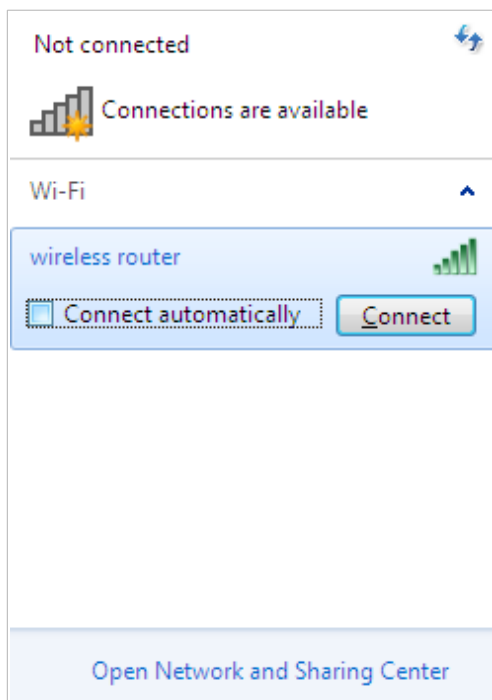 Not connected
Connections are available
Wi-Fi
wireless router
Connect automatically
Connect
Open Network and Sharing Center